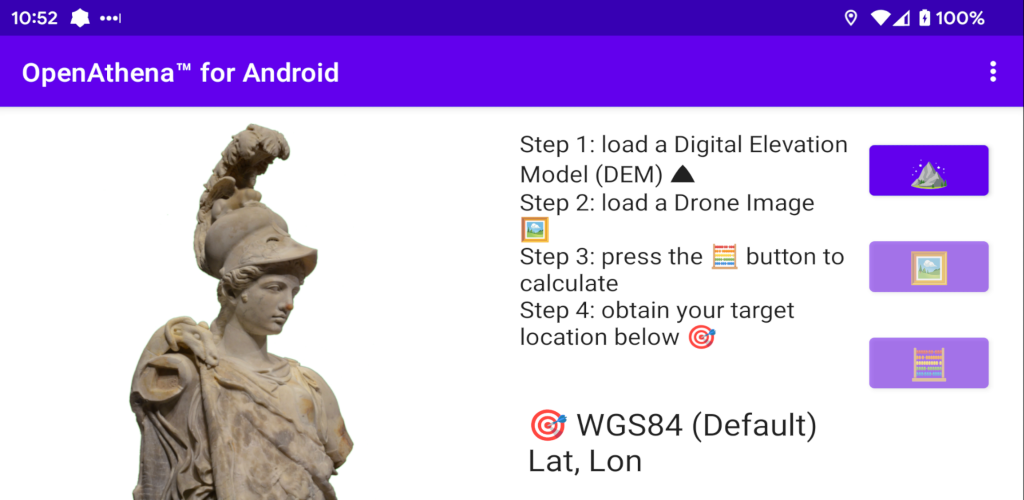 10:52
100%
OpenAthena™ for Android
Step 1: load a Digital Elevation
Model (DEM) ▲
Step 2: load a Drone Image
🖼️
Step 3: press the 🧮 button to
calculate
Step 4: obtain your target
location below 🎯
🎯 WGS84 (Default)
Lat, Lon